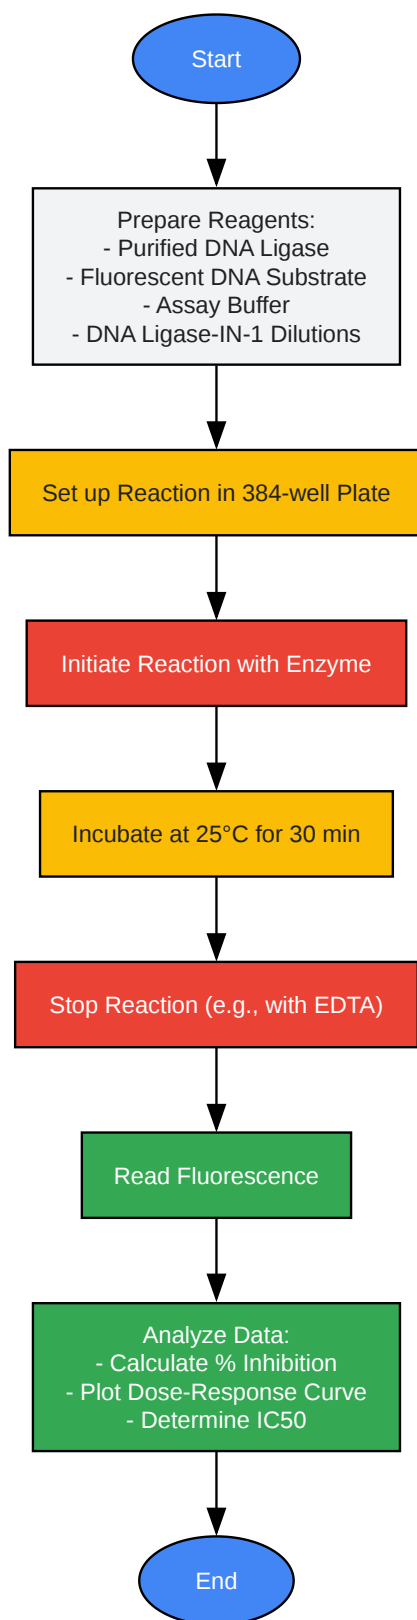 Start
Prepare Reagents:
- Purified DNA Ligase
- Fluorescent DNA Substrate
- Assay Buffer
- DNA Ligase-IN-1 Dilutions
Set up Reaction in 384-well Plate
Initiate Reaction with Enzyme
Incubate at 25°C for 30 min
Stop Reaction (e.g., with EDTA)
Read Fluorescence
Analyze Data:
- Calculate % Inhibition
- Plot Dose-Response Curve
- Determine IC50
End